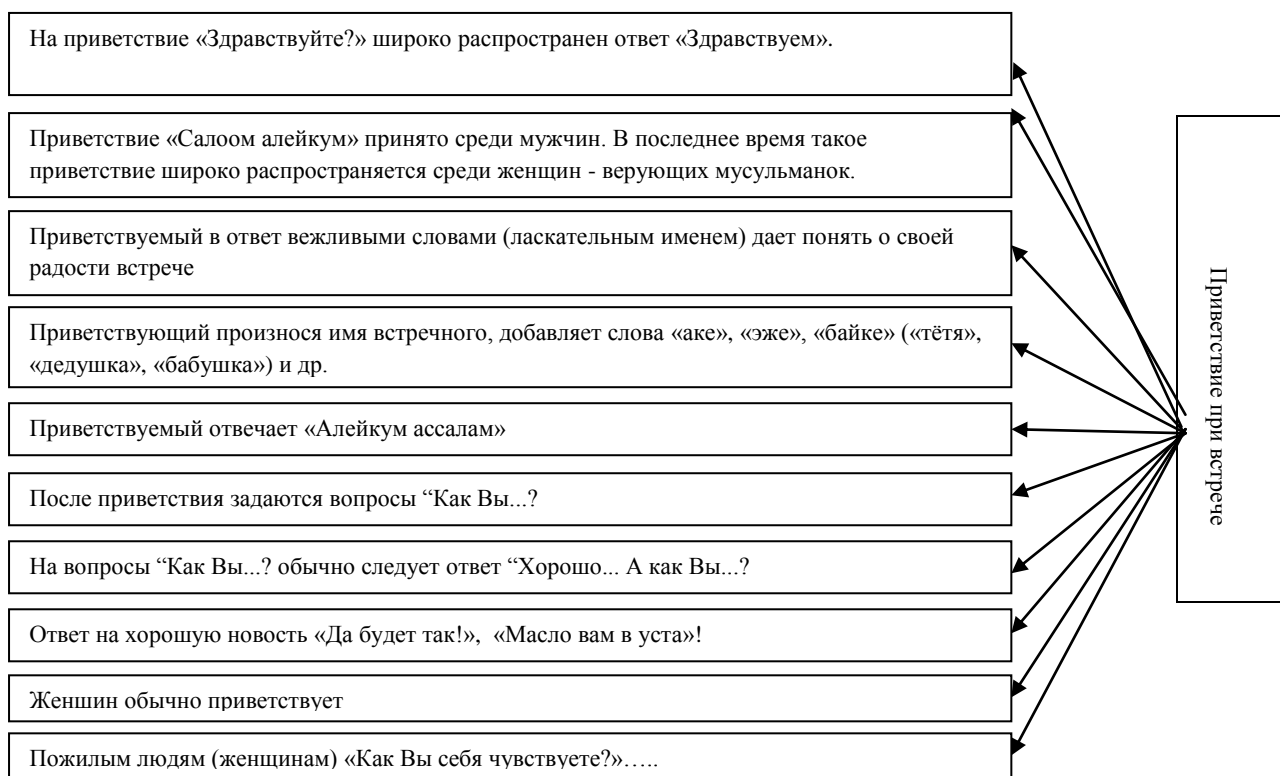 На приветствие «Здравствуйте?» широко распространен ответ «Здравствуем».
Приветствие «Салоом алейкум» принято среди мужчин. В последнее время такое
приветствие широко распространяется среди женщин - верующих мусульманок.
Приветствуемый в ответ вежливыми словами (ласкательным именем) дает понять о своей
радости встрече
Приветствующий произнося имя встречного, добавляет слова «аке», «эже», «байке» («тётя»,
«дедушка», «бабушка») и др.
Приветствуемый отвечает «Алейкум ассалам»
После приветствия задаются вопросы “Как Вы...?
На вопросы “Как Вы...? обычно следует ответ “Хорошо... А как Вы...?
Ответ на хорошую новость «Да будет так!», «Масло вам в уста»!
Женшин обычно приветствует
Пожилым людям (женщинам) «Как Вы себя чувствуете?»…..
Приветствие при встрече